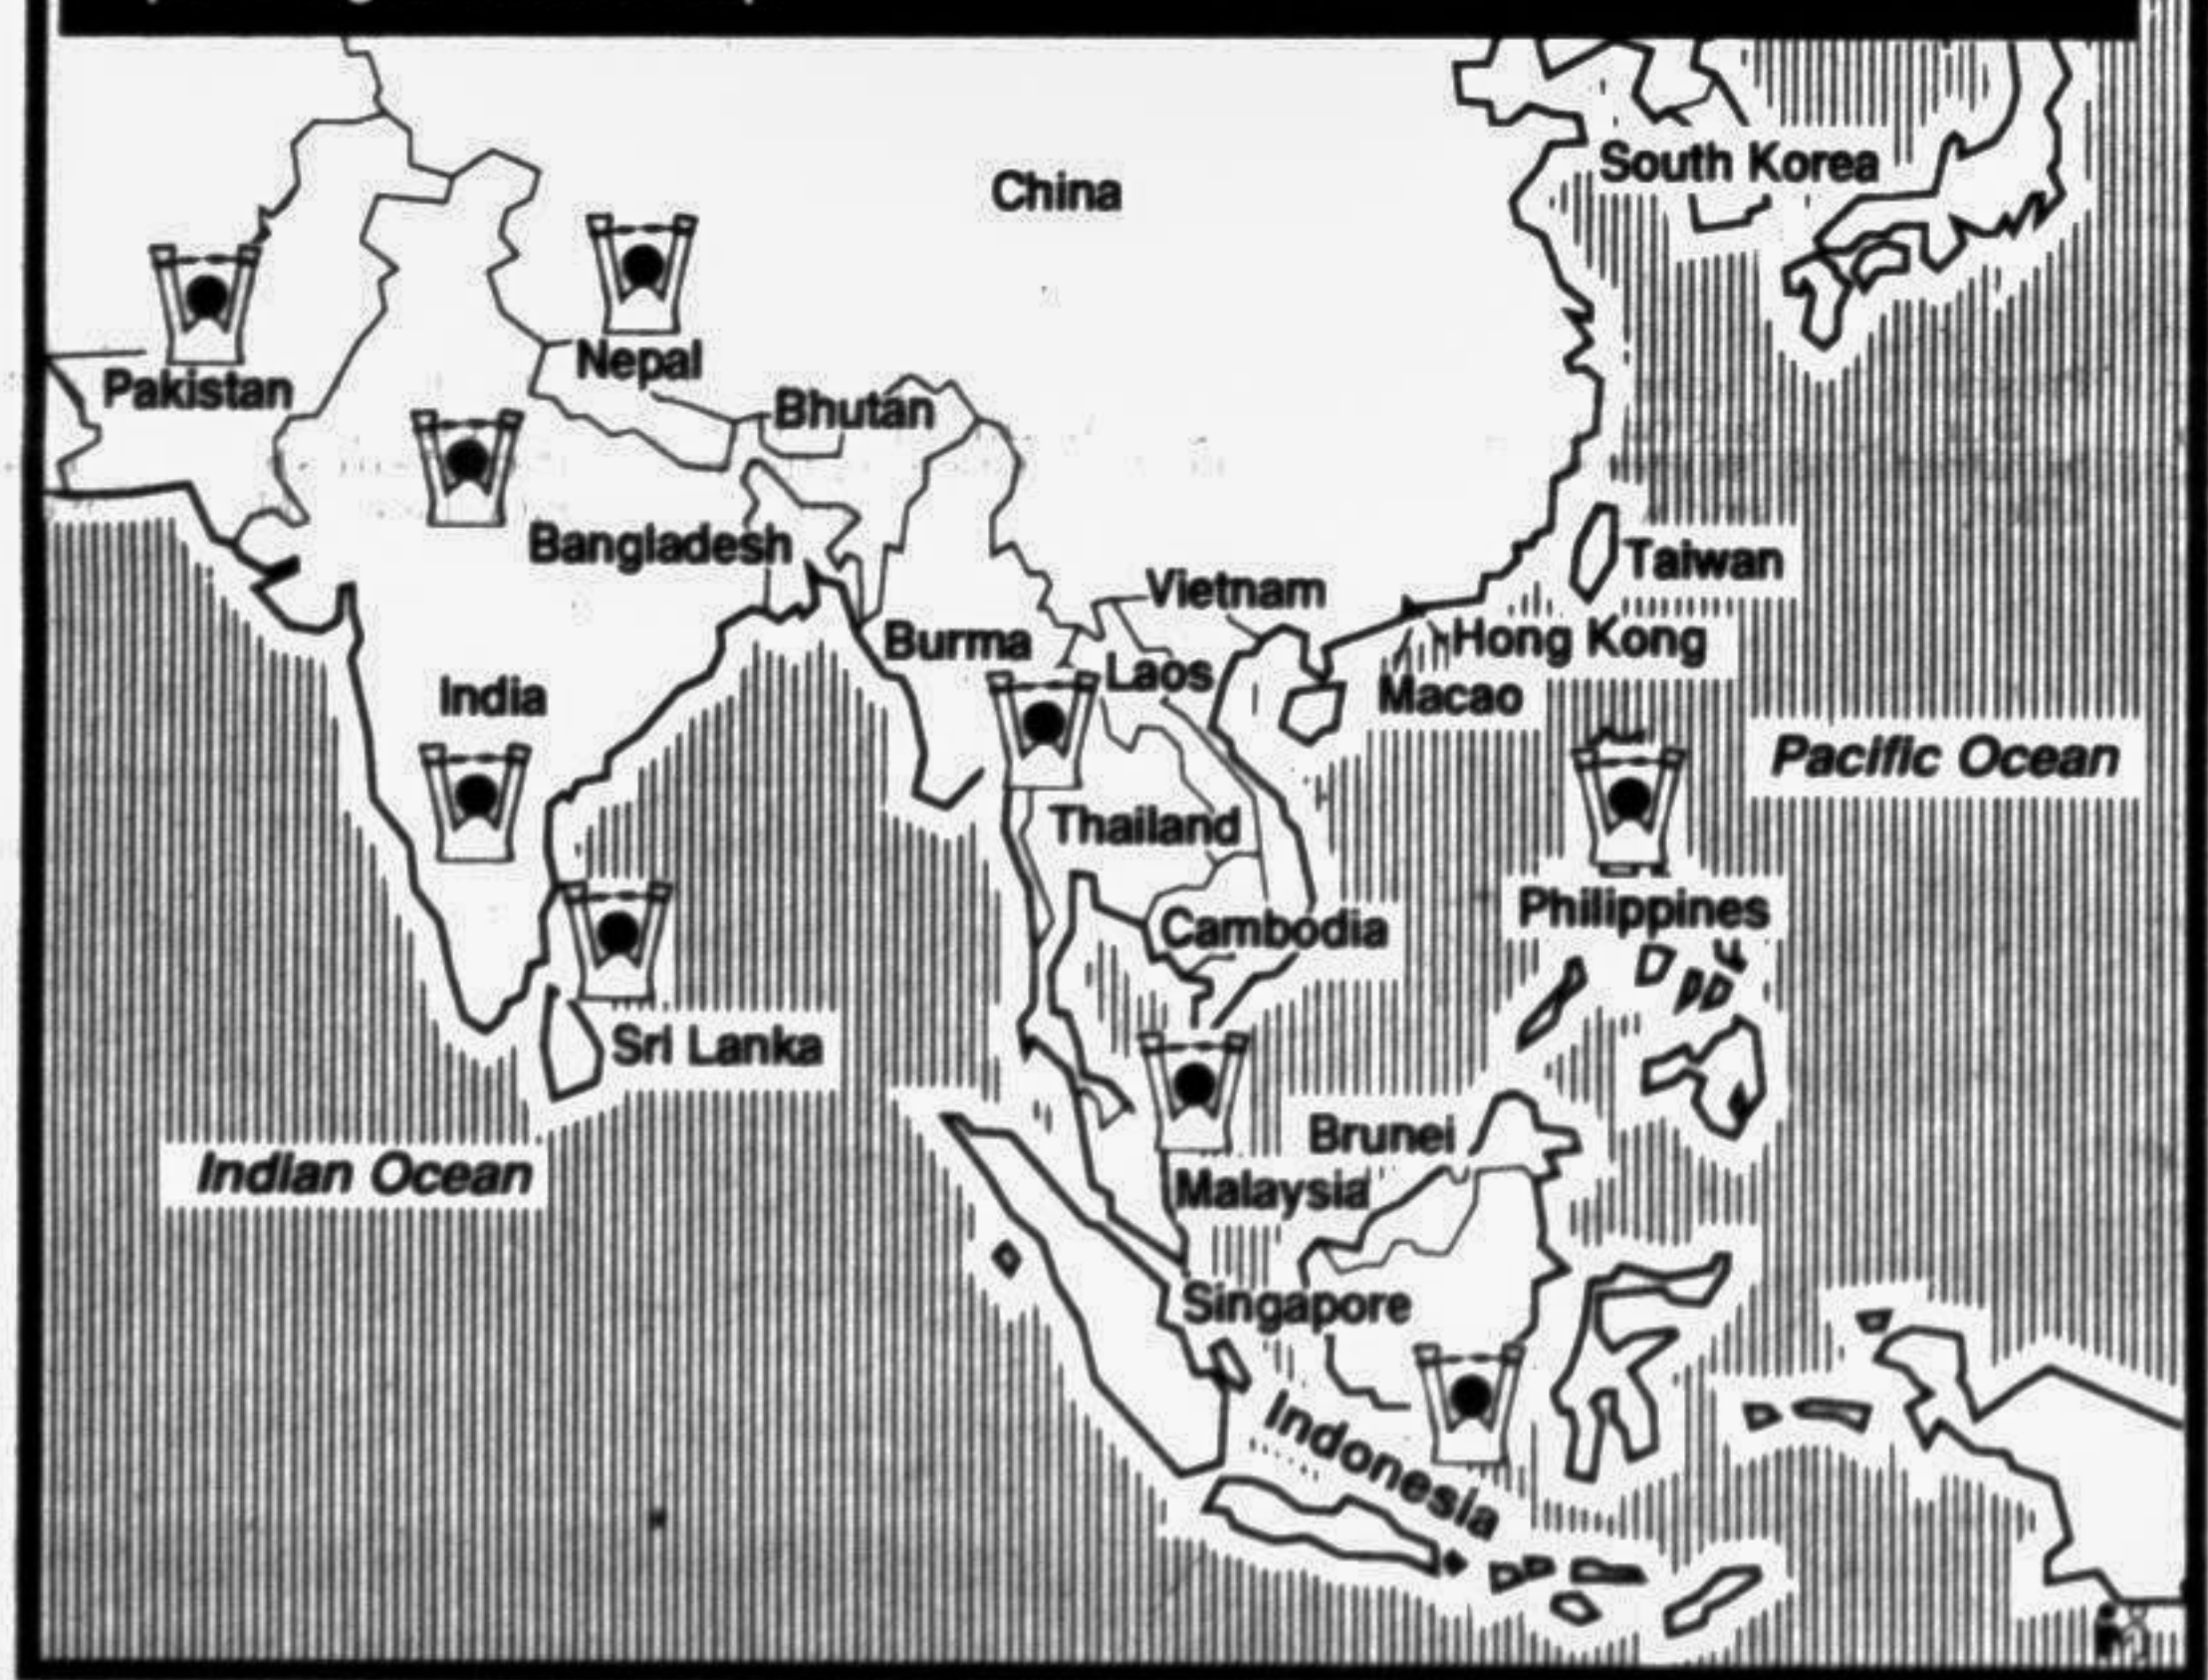 China
South Korea
Nepal
Pakistan
Bhutan
Bangladesh
Taiwan
Vietnam
Hong Kong
Burma
Laos
Macao
India
Pacific Ocean
Thailand
Philippines
Cambodia
Sri Lanka
Brunei
Indian Ocean
Malaysia
Singapore
Indonesia